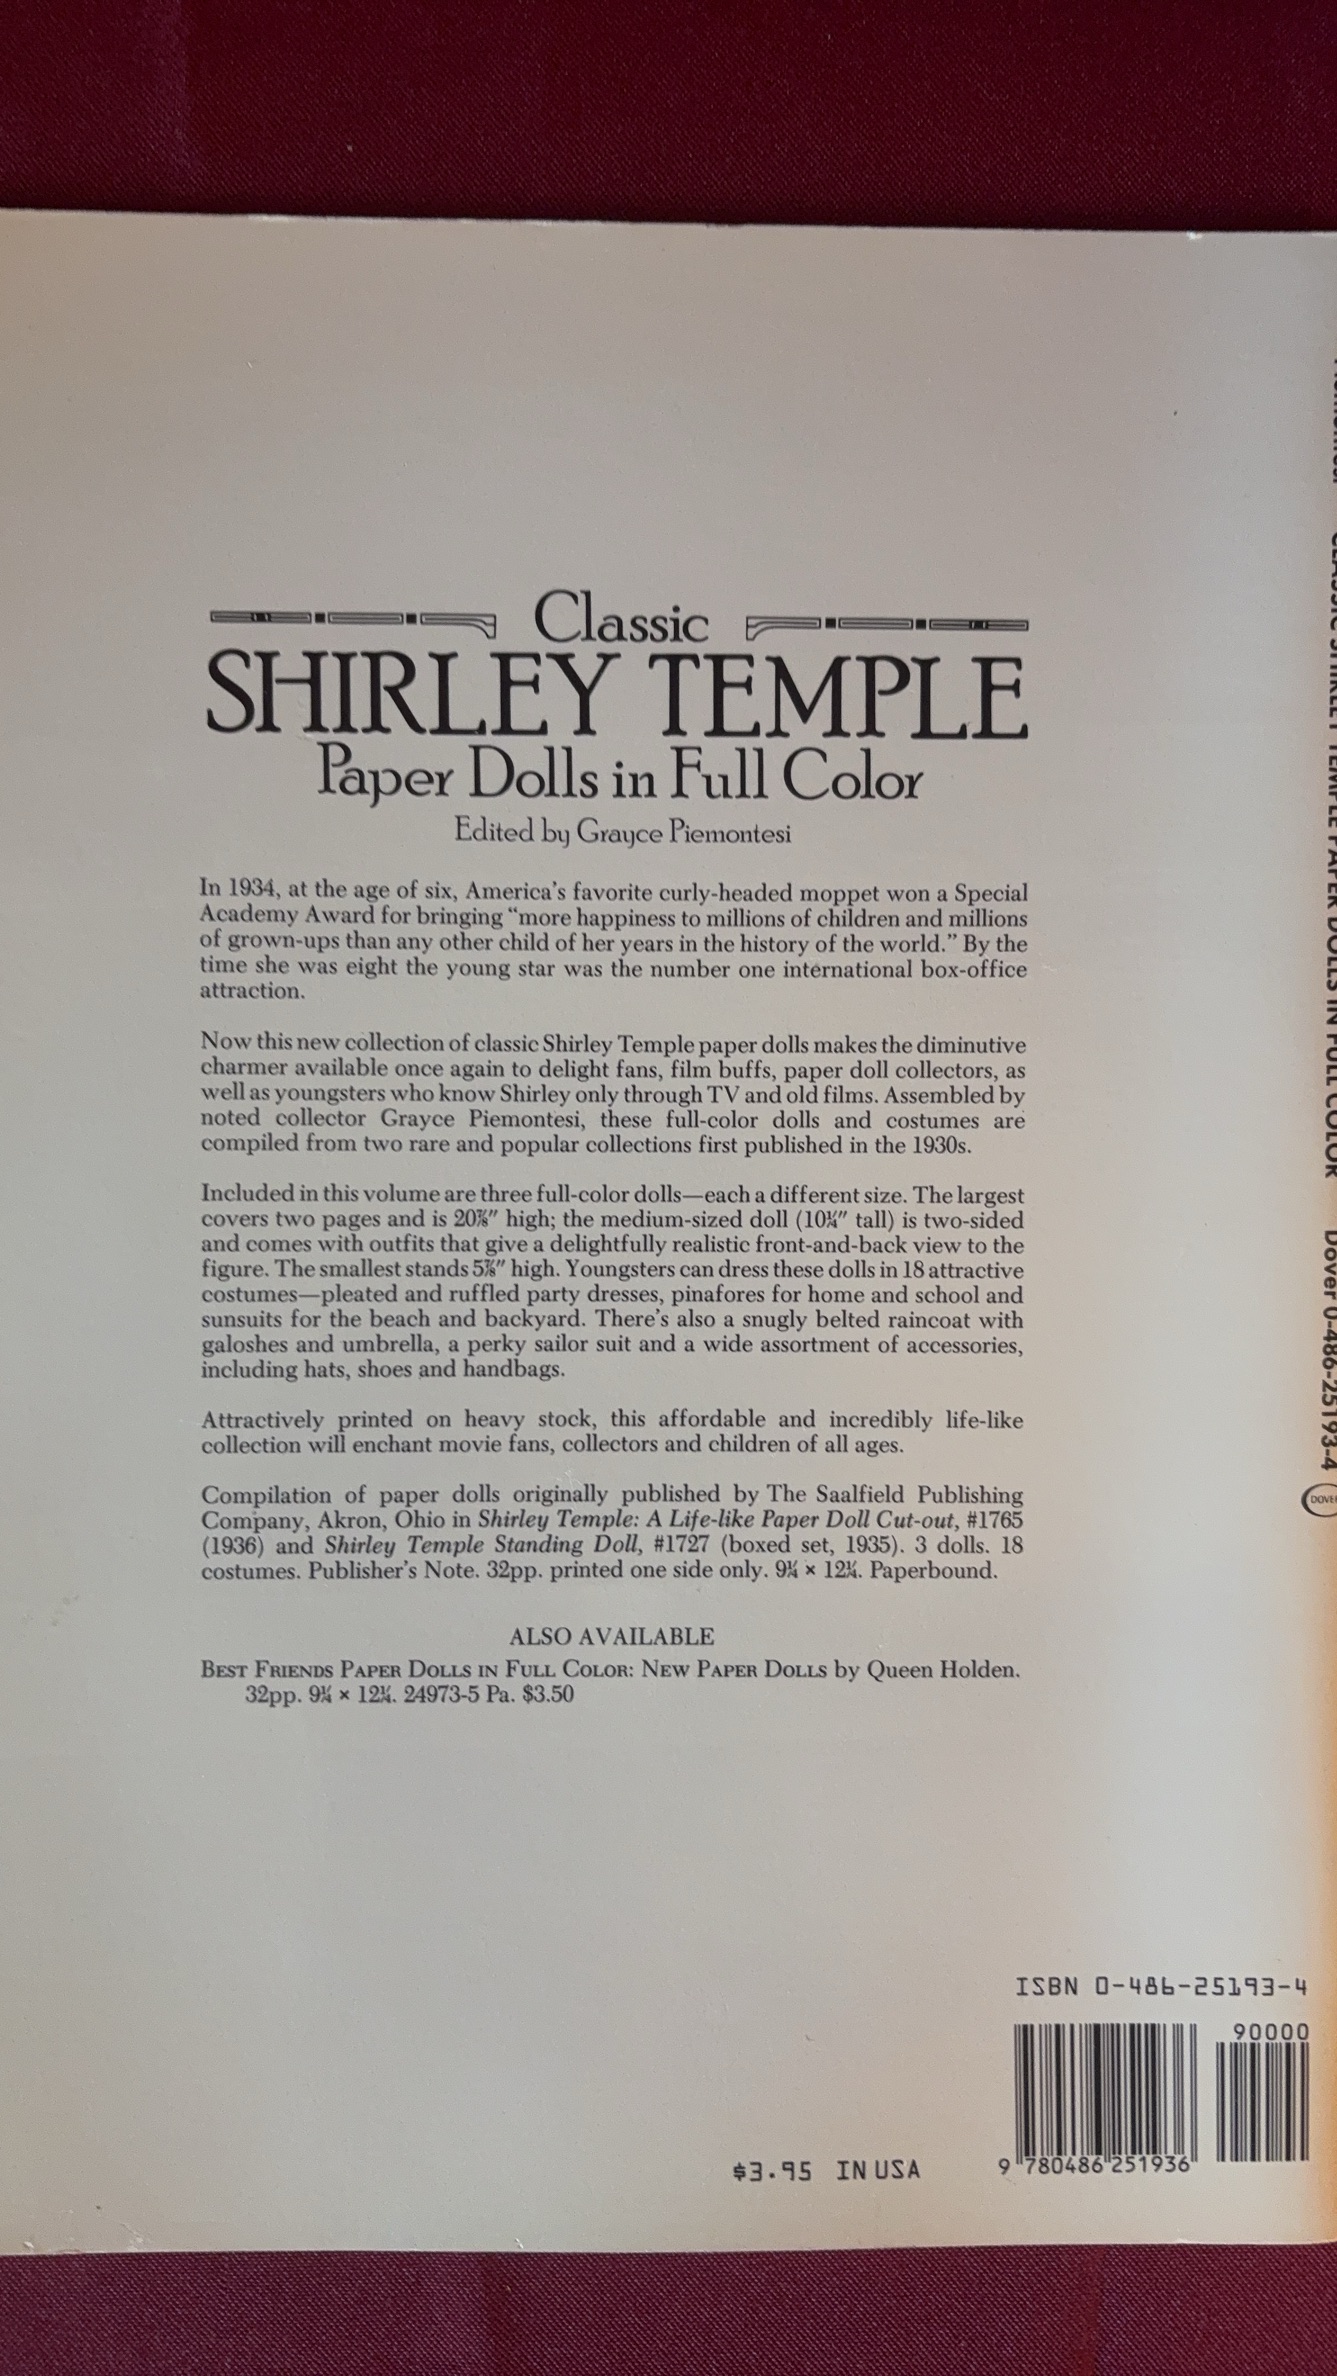 Classic
SHIRLEY TEMPLE
Paper Dolls in Full Color
Edited by Grayce Piemontesi
In 1934, at the age of six, America's favorite curly-headed moppet won a Special
Academy Award for bringing “more happiness to millions of children and millions
of grown-ups than any other child of her years in the history of the world.” By the
time she was eight the young star was the number one international box-office
attraction.
Now this new collection of classic Shirley Temple paper dolls makes the diminutive
charmer available once again to delight fans, film buffs, paper doll collectors, as
well as youngsters who know Shirley only through TV and old films. Assembled by
noted collector Grayce Piemontesi, these full-color dolls and costumes are
compiled from two rare and popular collections first published in the 1930s.
Included in this volume are three full-color dolls—each a different size. The largest
covers two pages and is 20⅞″ high; the medium-sized doll (10¼″ tall) is two-sided
and comes with outfits that give a delightfully realistic front-and-back view to the
figure. The smallest stands 5⅞″ high. Youngsters can dress these dolls in 18 attractive
costumes—pleated and ruffled party dresses, pinafores for home and school and
sunsuits for the beach and backyard. There's also a snugly belted raincoat with
galoshes and umbrella, a perky sailor suit and a wide assortment of accessories,
including hats, shoes and handbags.
Attractively printed on heavy stock, this affordable and incredibly life-like
collection will enchant movie fans, collectors and children of all ages.
Compilation of paper dolls originally published by The Saalfield Publishing
Company, Akron, Ohio in Shirley Temple: A Life-like Paper Doll Cut-out, #1765
(1936) and Shirley Temple Standing Doll, #1727 (boxed set, 1935). 3 dolls. 18
costumes. Publisher's Note. 32pp. printed one side only. 9¼ × 12¼. Paperbound.
ALSO AVAILABLE
BEST FRIENDS PAPER DOLLS IN FULL COLOR: NEW PAPER DOLLS by Queen Holden.
32pp. 9¼ × 12¼. 24973-5 Pa. $3.50
ISBN 0-486-25193-4
90000
9 780486 251936
$3.95 IN USA
CLASSIC SHIRLEY TEMPLE PAPER DOLLS IN FULL COLOR Dover 0-486-25193-4